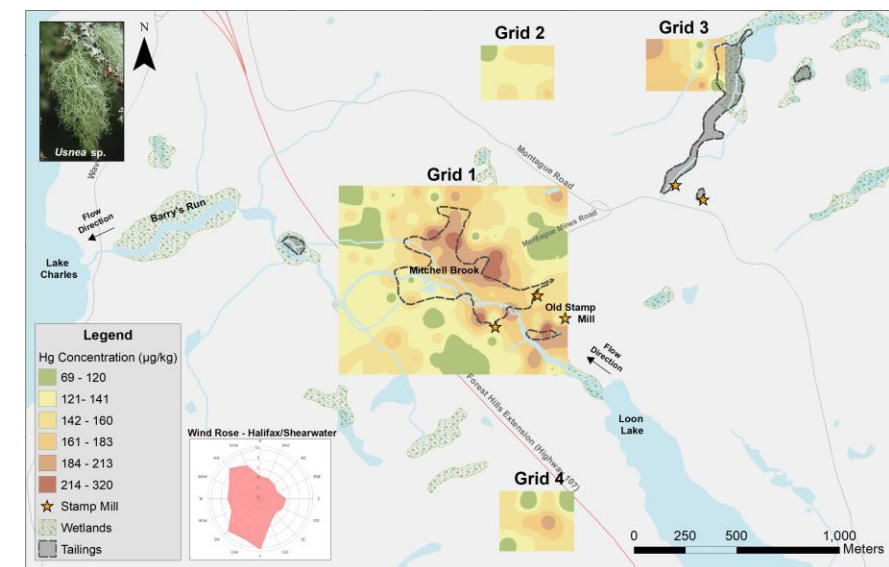 Usnea sp.
N
Grid 2
Grid 3
Grid 1
Montague Road
Montague Mines Road
Barry's Run
Flow
Direction
Lake
Charles
Mitchell Brook
Old Stamp
Mill
Flow
Direction
Loon
Lake
Forest Hills Extension (Highway 107)
Grid 4
Legend
Hg Concentration (µg/kg)
69 - 120
121- 141
142 - 160
161 - 183
184 - 213
214 - 320
Stamp Mill
Wetlands
Tailings
Wind Rose - Halifax/Shearwater
0 250 500 1,000
Meters